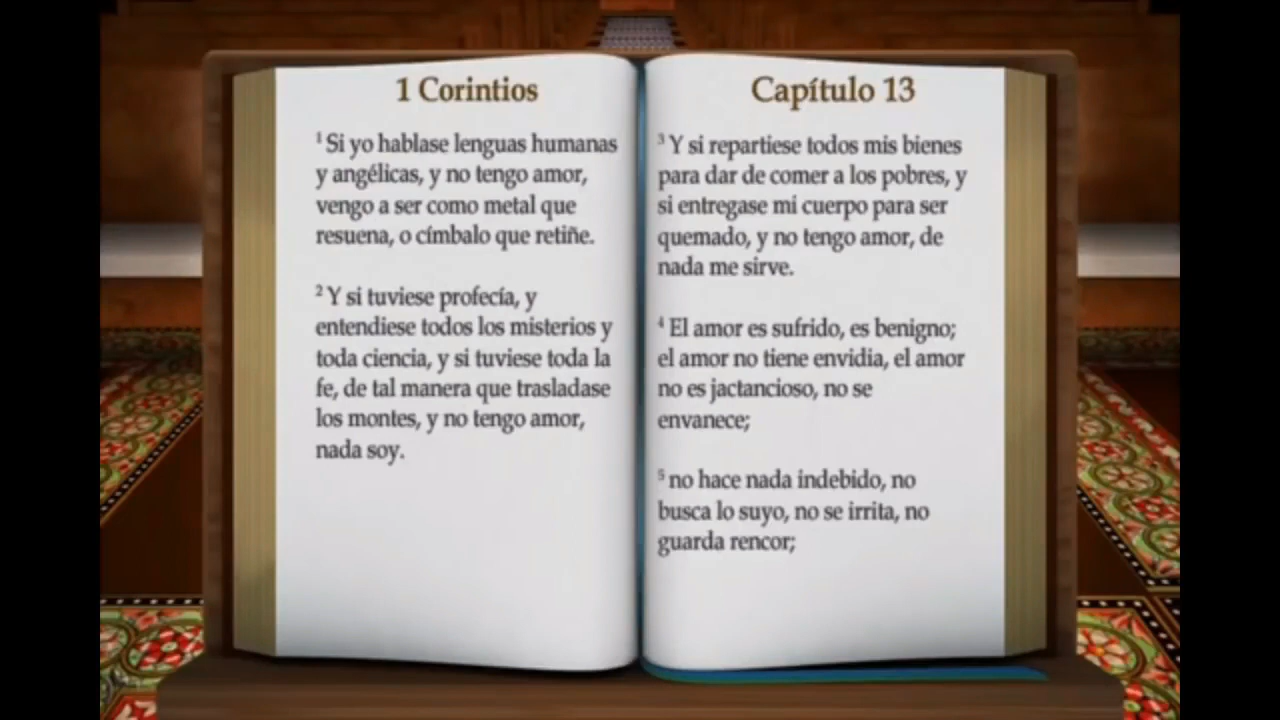 1 Corintios
¹ Si yo hablase lenguas humanas
y angélicas, y no tengo amor,
vengo a ser como metal que
resuena, o címbalo que retiñe.
² Y si tuviese profecía, y
entendiese todos los misterios y
toda ciencia, y si tuviese toda la
fe, de tal manera que trasladase
los montes, y no tengo amor,
nada soy.
Capítulo 13
³ Y si repartiese todos mis bienes
para dar de comer a los pobres, y
si entregase mi cuerpo para ser
quemado, y no tengo amor, de
nada me sirve.
⁴ El amor es sufrido, es benigno;
el amor no tiene envidia, el amor
no es jactancioso, no se
envanece;
⁵ no hace nada indebido, no
busca lo suyo, no se irrita, no
guarda rencor;